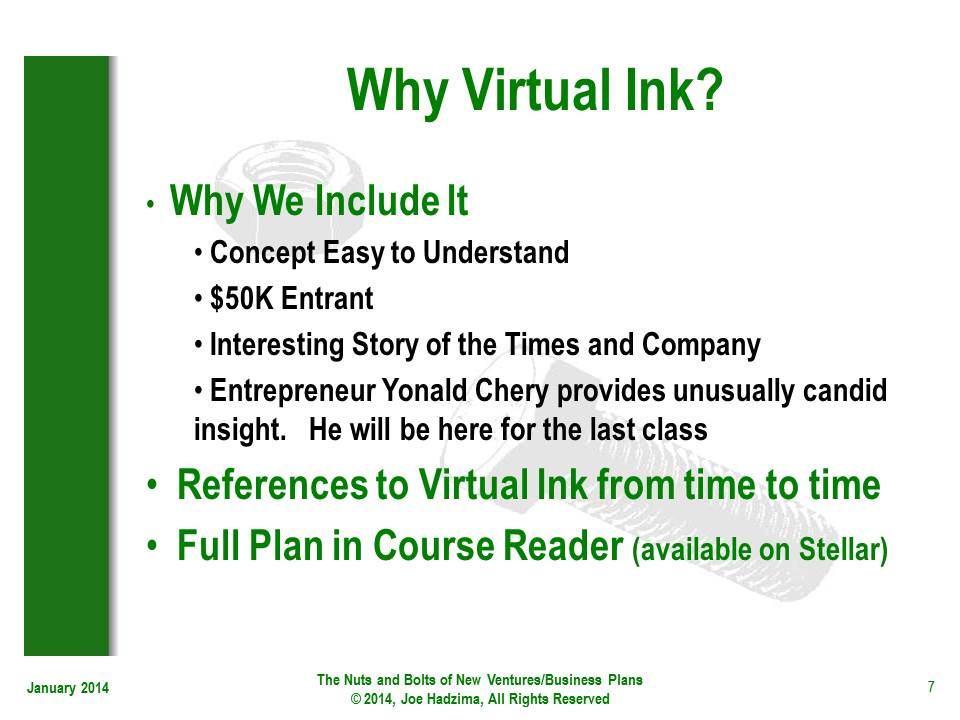 Why Virtual Ink?
• Why We Include It
• Concept Easy to Understand
• $50K Entrant
• Interesting Story of the Times and Company
• Entrepreneur Yonald Chery provides unusually candid
insight. He will be here for the last class
• References to Virtual Ink from time to time
• Full Plan in Course Reader (available on Stellar)
January 2014
The Nuts and Bolts of New Ventures/Business Plans
© 2014, Joe Hadzima, All Rights Reserved
7